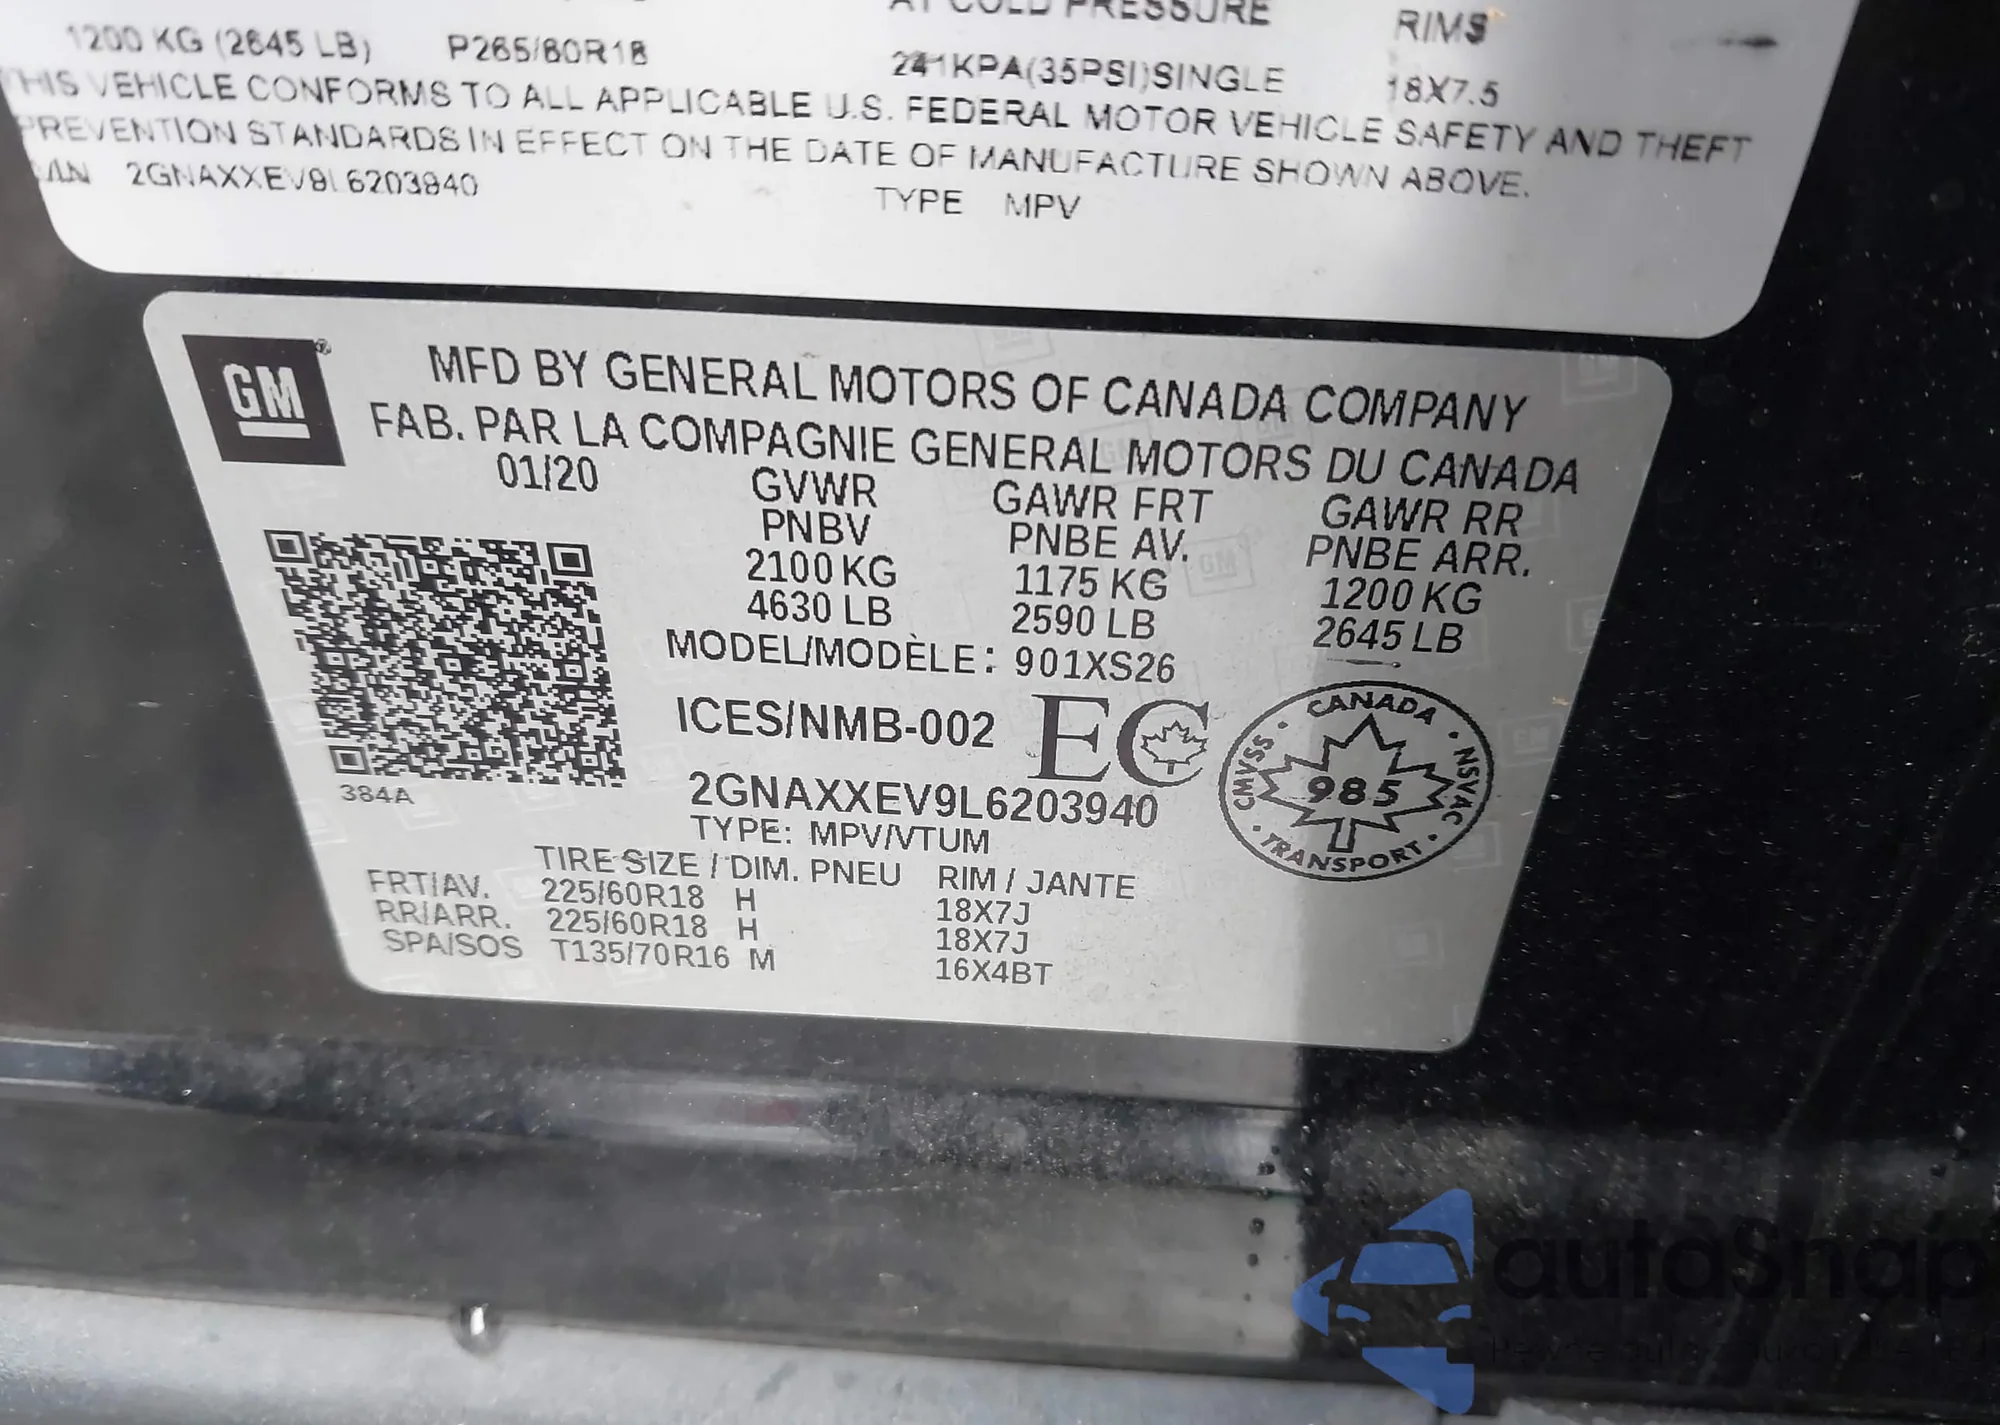 AT COLD PRESSURE RIMS
1200 KG (2645 LB) P265/60R18 241KPA(35PSI)SINGLE 18X7.5
THIS VEHICLE CONFORMS TO ALL APPLICABLE U.S. FEDERAL MOTOR VEHICLE SAFETY AND THEFT
PREVENTION STANDARDS IN EFFECT ON THE DATE OF MANUFACTURE SHOWN ABOVE.
VIN 2GNAXXEV9L6203940 TYPE MPV
GM®
MFD BY GENERAL MOTORS OF CANADA COMPANY
FAB. PAR LA COMPAGNIE GENERAL MOTORS DU CANADA
01/20 GVWR GAWR FRT GAWR RR
PNBV PNBE AV. PNBE ARR.
2100 KG 1175 KG 1200 KG
4630 LB 2590 LB 2645 LB
MODEL/MODÈLE: 901XS26
ICES/NMB-002 EC
CANADA · NSVAC · TRANSPORT · CMVSS ·
985
384A
2GNAXXEV9L6203940
TYPE: MPV/VTUM
TIRE SIZE / DIM. PNEU RIM / JANTE
FRT/AV. 225/60R18 H 18X7J
RR/ARR. 225/60R18 H 18X7J
SPA/SOS T135/70R16 M 16X4BT
autoSnap